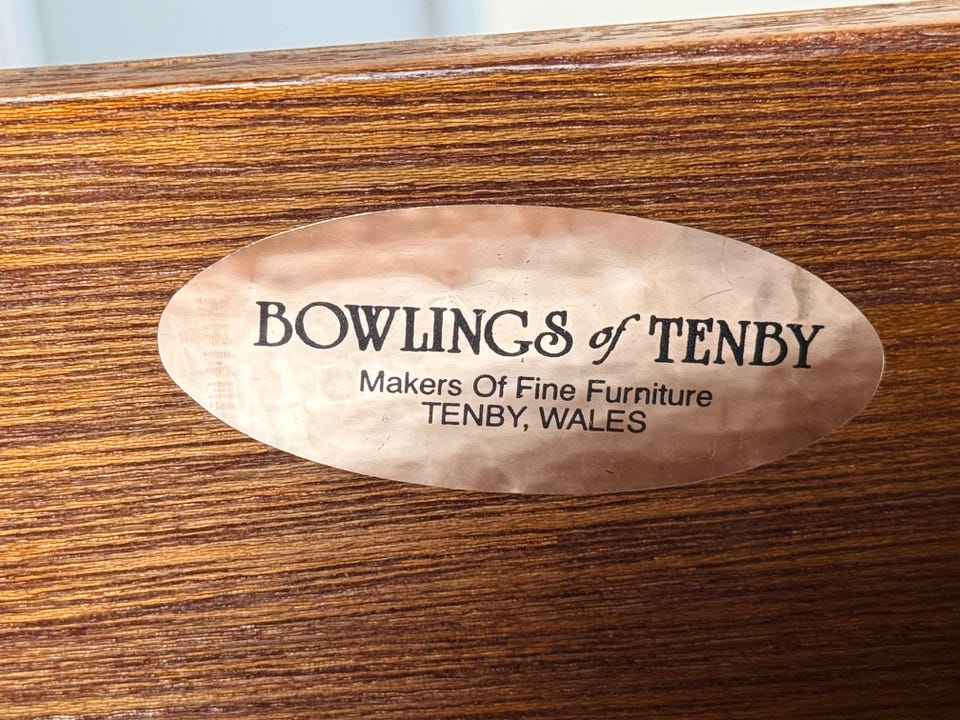 BOWLINGS of TENBY
Makers Of Fine Furniture
TENBY, WALES